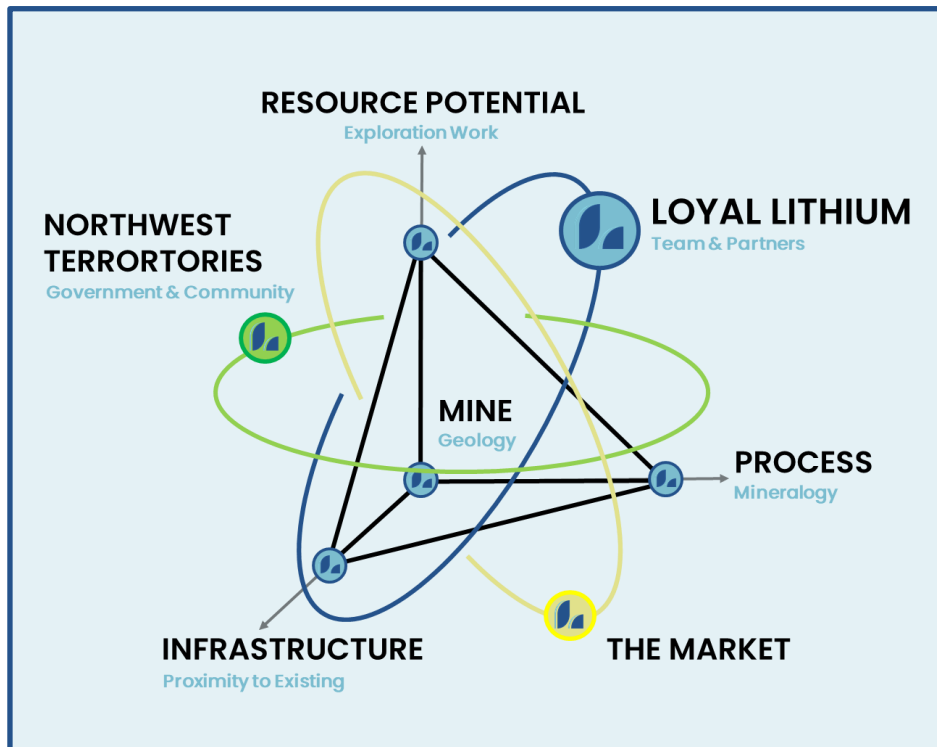 RESOURCE POTENTIAL
Exploration Work
LOYAL LITHIUM
Team & Partners
NORTHWEST
TERRORTORIES
Government & Community
MINE
Geology
PROCESS
Mineralogy
INFRASTRUCTURE
Proximity to Existing
THE MARKET